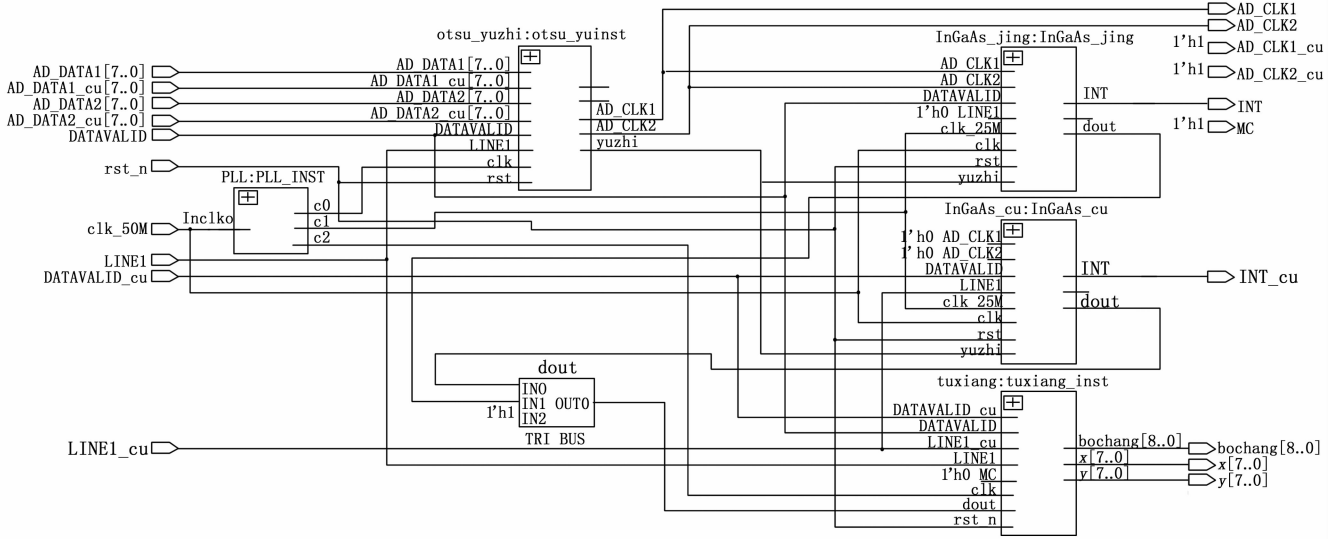 AD_DATA1[7..0]
AD_DATA1_cu[7..0]
AD_DATA2[7..0]
AD_DATA2_cu[7..0]
DATAVALID
rst_n
clk_50M
LINE1
DATAVALID_cu
LINE1_cu
PLL:PLL_INST
Inclko
c0
c1
c2
otsu_yuzhi:otsu_yuinst
AD_DATA1[7..0]
AD_DATA1_cu[7..0]
AD_DATA2[7..0]
AD_DATA2_cu[7..0]
DATAVALID
LINE1
clk
rst
AD_CLK1
AD_CLK2
yuzhi
dout
IN0
IN1 OUT0
1'h1 IN2
TRI BUS
InGaAs_jing:InGaAs_jing
AD_CLK1
AD_CLK2
DATAVALID
1'h0 LINE1
clk_25M
clk
rst
yuzhi
INT
dout
InGaAs_cu:InGaAs_cu
1'h0 AD_CLK1
1'h0 AD_CLK2
DATAVALID
LINE1
clk 25M
clk
rst
yuzhi
INT
dout
tuxiang:tuxiang_inst
DATAVALID cu
DATAVALID
LINE1_cu
LINE1
1'h0 MC
clk
dout
rst n
bochang[8..0]
x[7..0]
y[7..0]
AD_CLK1
AD_CLK2
1'h1 AD_CLK1_cu
1'h1 AD_CLK2_cu
INT
1'h1 MC
INT_cu
bochang[8..0]
x[7..0]
y[7..0]